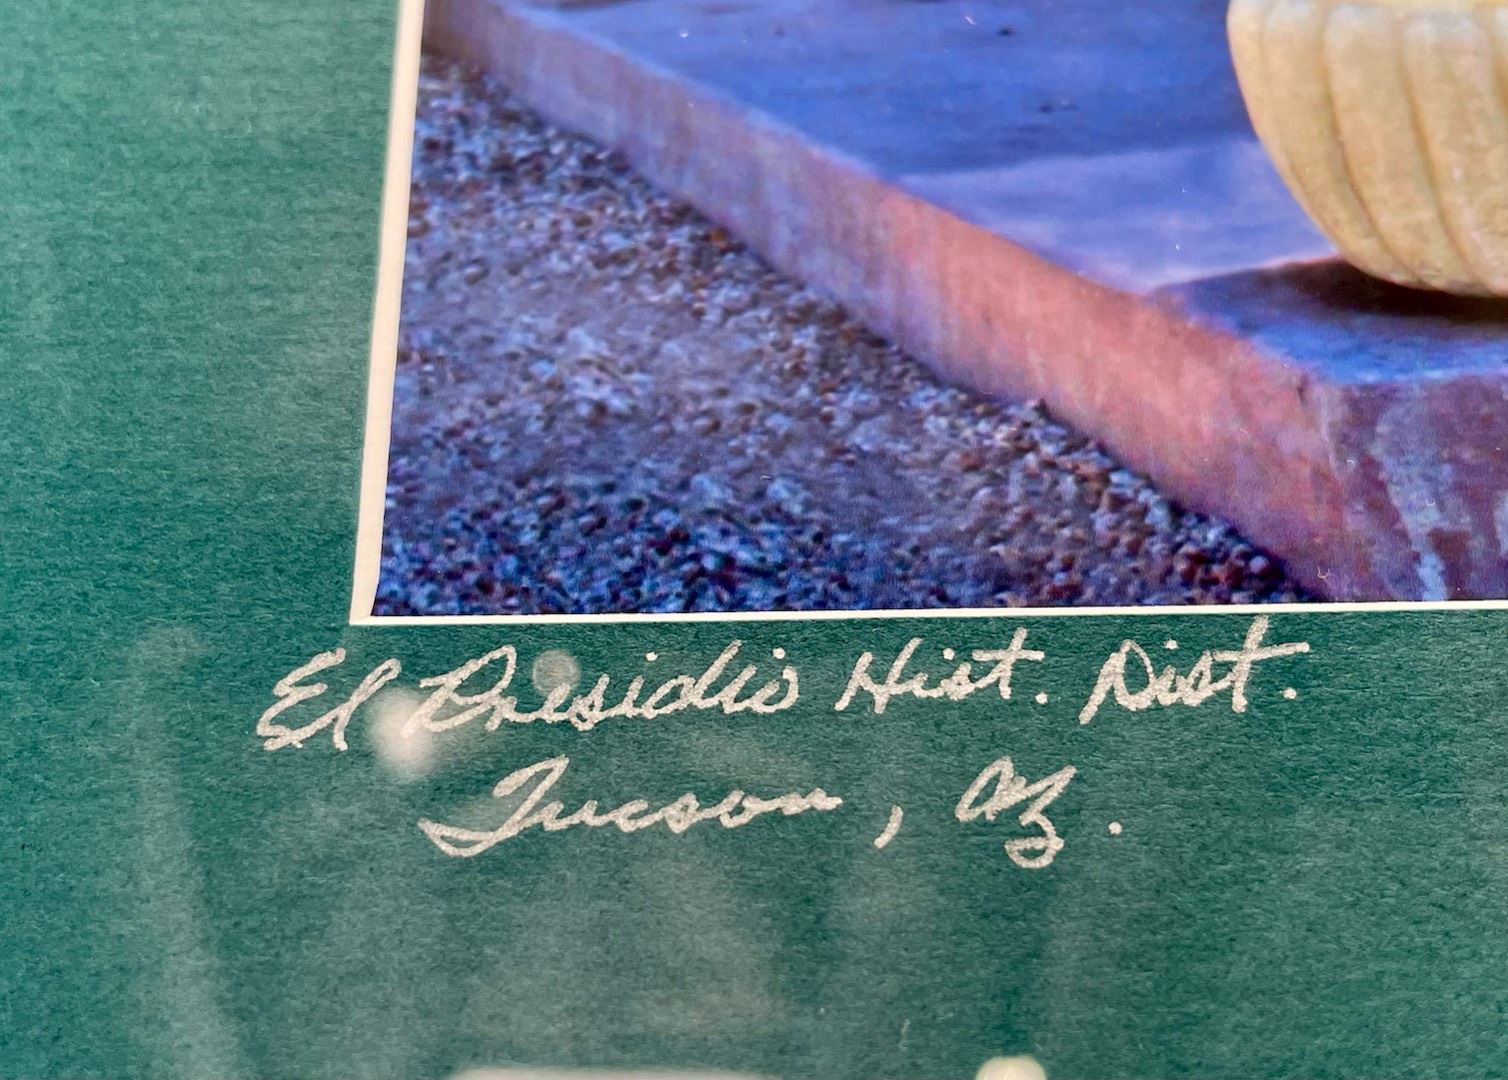 El Presidio Hist. Dist.
Tucson, Az.